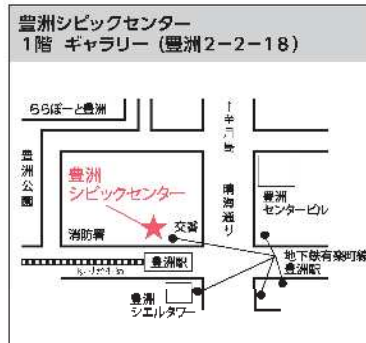 豊洲シビックセンター
1階 ギャラリー（豊洲2-2-18）
ららぽーと豊洲
豊洲公園
豊洲
シビックセンター
晴海通り
豊洲
センタービル
消防署
交番
豊洲駅
地下鉄有楽町線
豊洲駅
豊洲
シエルタワー